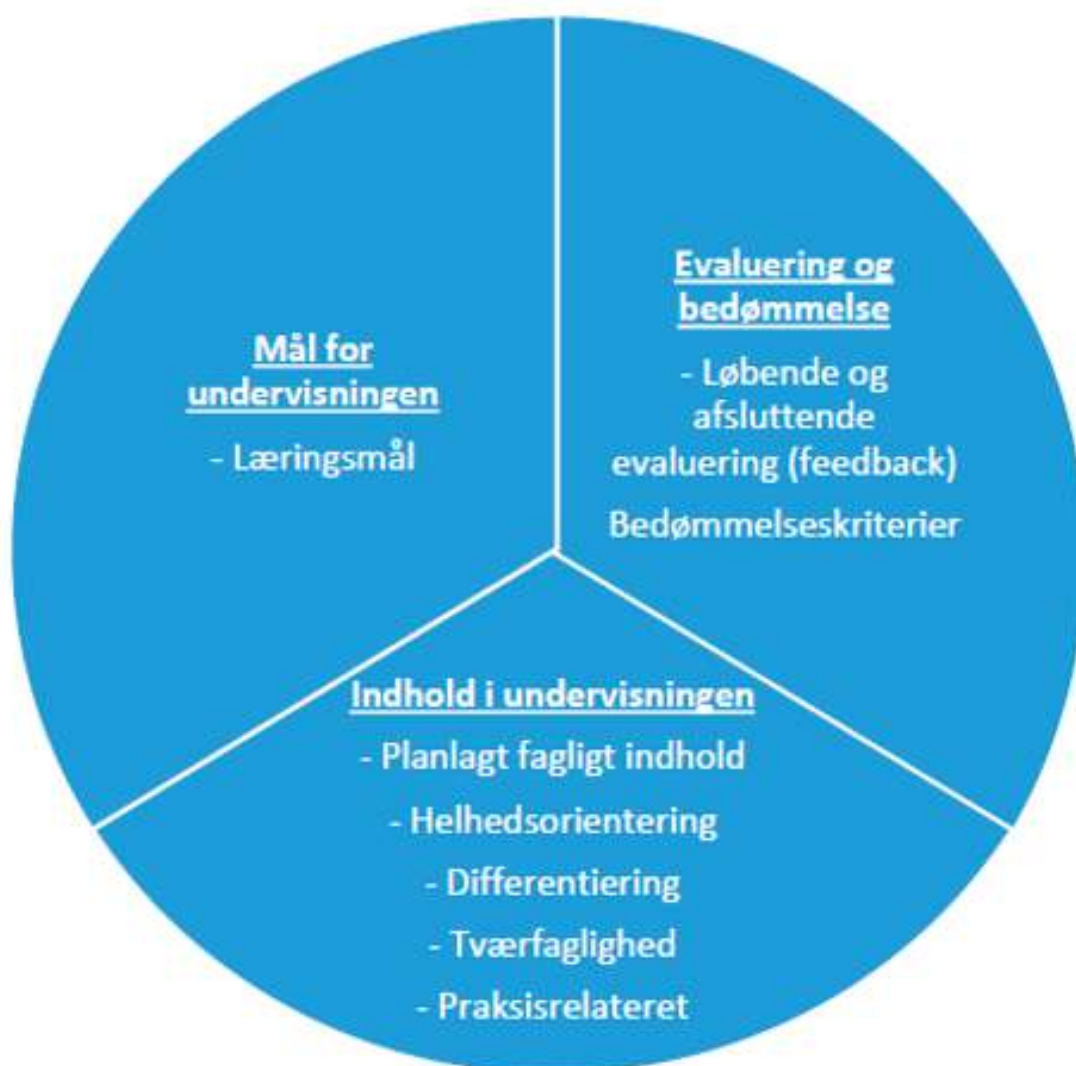 Mål for
undervisningen
- Læringsmål
Evaluering og
bedømmelse
- Løbende og
afsluttende
evaluering (feedback)
Bedømmelseskriterier
Indhold i undervisningen
- Planlagt fagligt indhold
- Helhedsorientering
- Differentiering
- Tværfaglighed
- Praksisrelateret